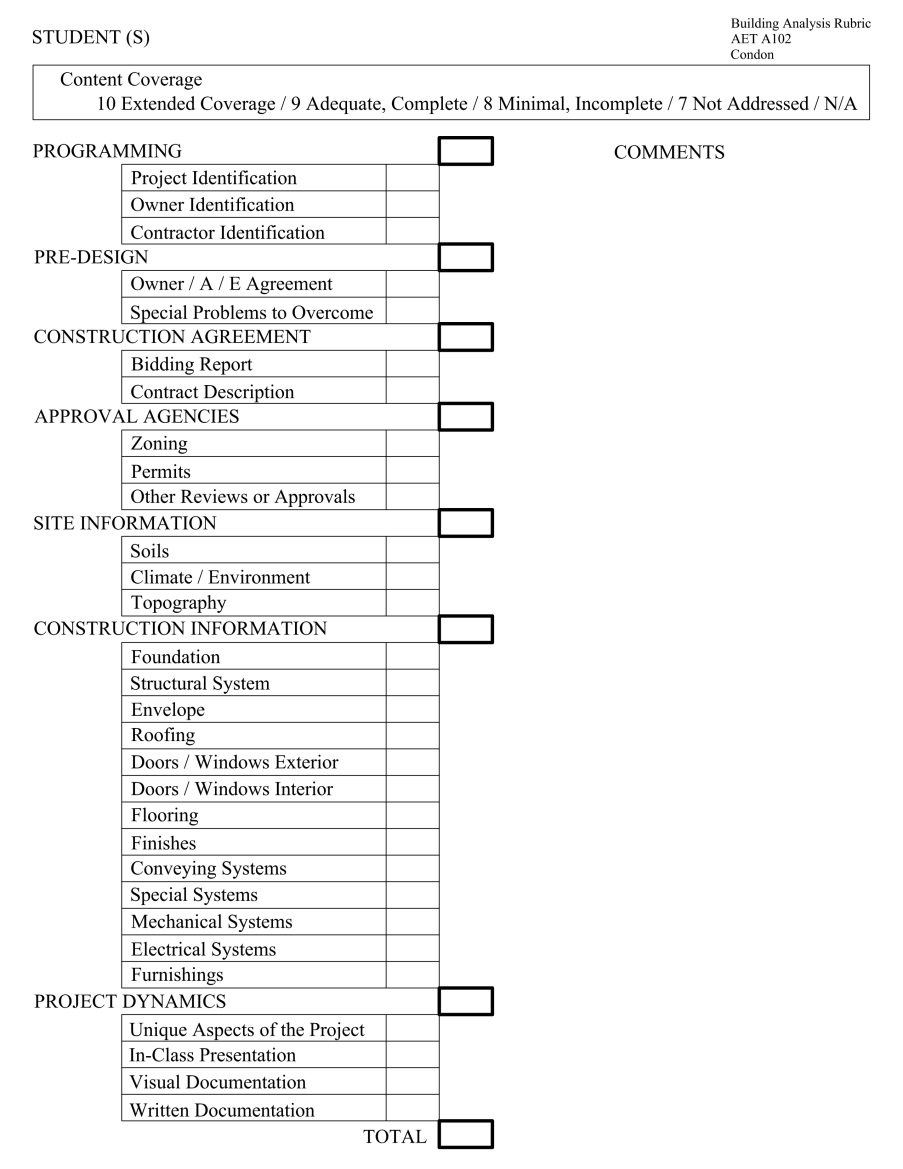 STUDENT (S)
Building Analysis Rubric
AET A102
Condon
Content Coverage
10 Extended Coverage / 9 Adequate, Complete / 8 Minimal, Incomplete / 7 Not Addressed / N/A
PROGRAMMING
COMMENTS
Project Identification
Owner Identification
Contractor Identification
PRE-DESIGN
Owner / A / E Agreement
Special Problems to Overcome
CONSTRUCTION AGREEMENT
Bidding Report
Contract Description
APPROVAL AGENCIES
Zoning
Permits
Other Reviews or Approvals
SITE INFORMATION
Soils
Climate / Environment
Topography
CONSTRUCTION INFORMATION
Foundation
Structural System
Envelope
Roofing
Doors / Windows Exterior
Doors / Windows Interior
Flooring
Finishes
Conveying Systems
Special Systems
Mechanical Systems
Electrical Systems
Furnishings
PROJECT DYNAMICS
Unique Aspects of the Project
In-Class Presentation
Visual Documentation
Written Documentation
TOTAL